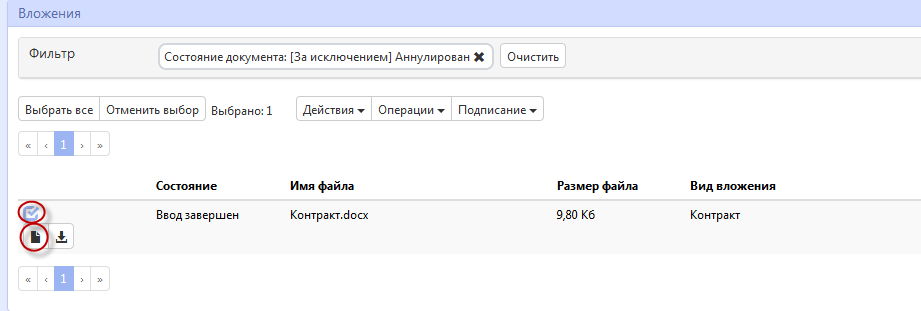 Вложения
Фильтр Состояние документа: [За исключением] Аннулирован ✖ Очистить
Выбрать все Отменить выбор Выбрано: 1 Действия Операции Подписание
« ‹ 1 › »
Состояние Имя файла Размер файла Вид вложения
Ввод завершен Контракт.docx 9,80 Кб Контракт
« ‹ 1 › »